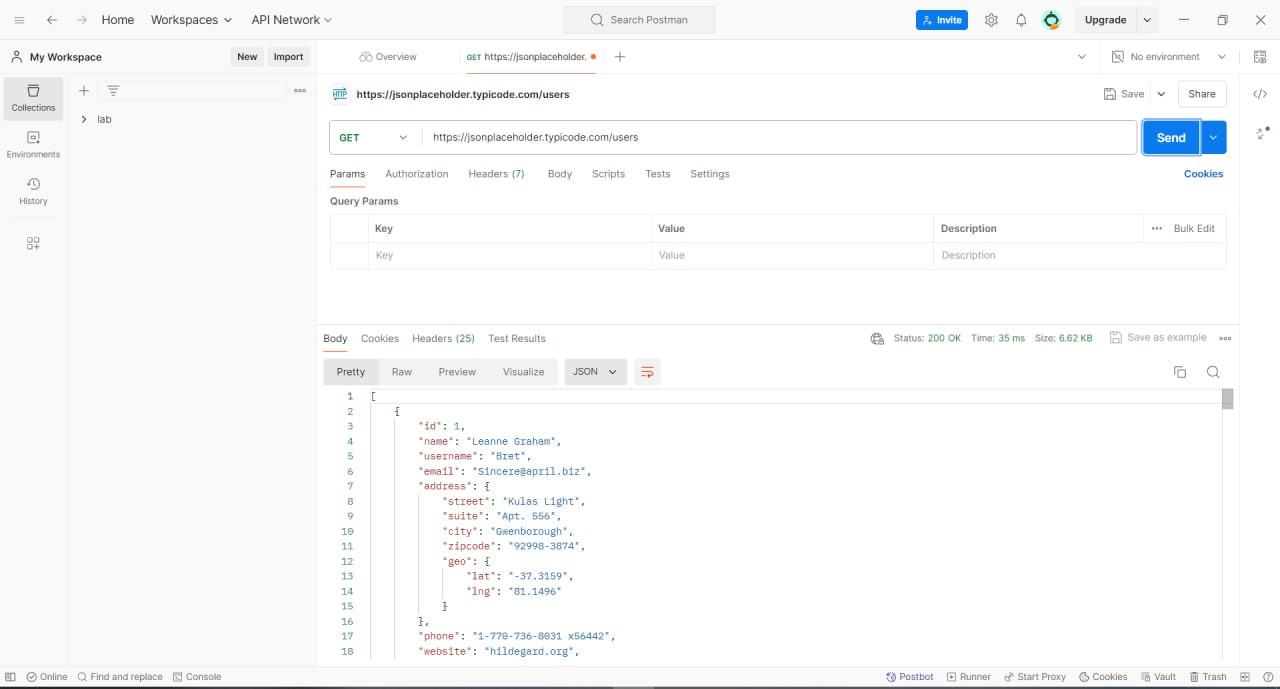 Home Workspaces API Network Search Postman Invite Upgrade
My Workspace New Import Overview GET https://jsonplaceholder. No environment
Collections
lab
Environments
History
HTTP https://jsonplaceholder.typicode.com/users Save Share
GET https://jsonplaceholder.typicode.com/users Send
Params Authorization Headers (7) Body Scripts Tests Settings Cookies
Query Params
Key Value Description Bulk Edit
Key Value Description
Body Cookies Headers (25) Test Results Status: 200 OK Time: 35 ms Size: 6.62 KB Save as example
Pretty Raw Preview Visualize JSON
1 [
2 {
3 "id": 1,
4 "name": "Leanne Graham",
5 "username": "Bret",
6 "email": "Sincere@april.biz",
7 "address": {
8 "street": "Kulas Light",
9 "suite": "Apt. 556",
10 "city": "Gwenborough",
11 "zipcode": "92998-3874",
12 "geo": {
13 "lat": "-37.3159",
14 "lng": "81.1496"
15 }
16 },
17 "phone": "1-770-736-8031 x56442",
18 "website": "hildegard.org",
Online Find and replace Console Postbot Runner Start Proxy Cookies Vault Trash